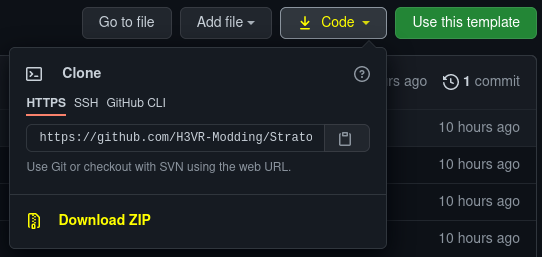 Go to file Add file Code Use this template
Clone
rs ago 1 commit
HTTPS SSH GitHub CLI
https://github.com/H3VR-Modding/Strato
10 hours ago
Use Git or checkout with SVN using the web URL.
10 hours ago
10 hours ago
Download ZIP
10 hours ago